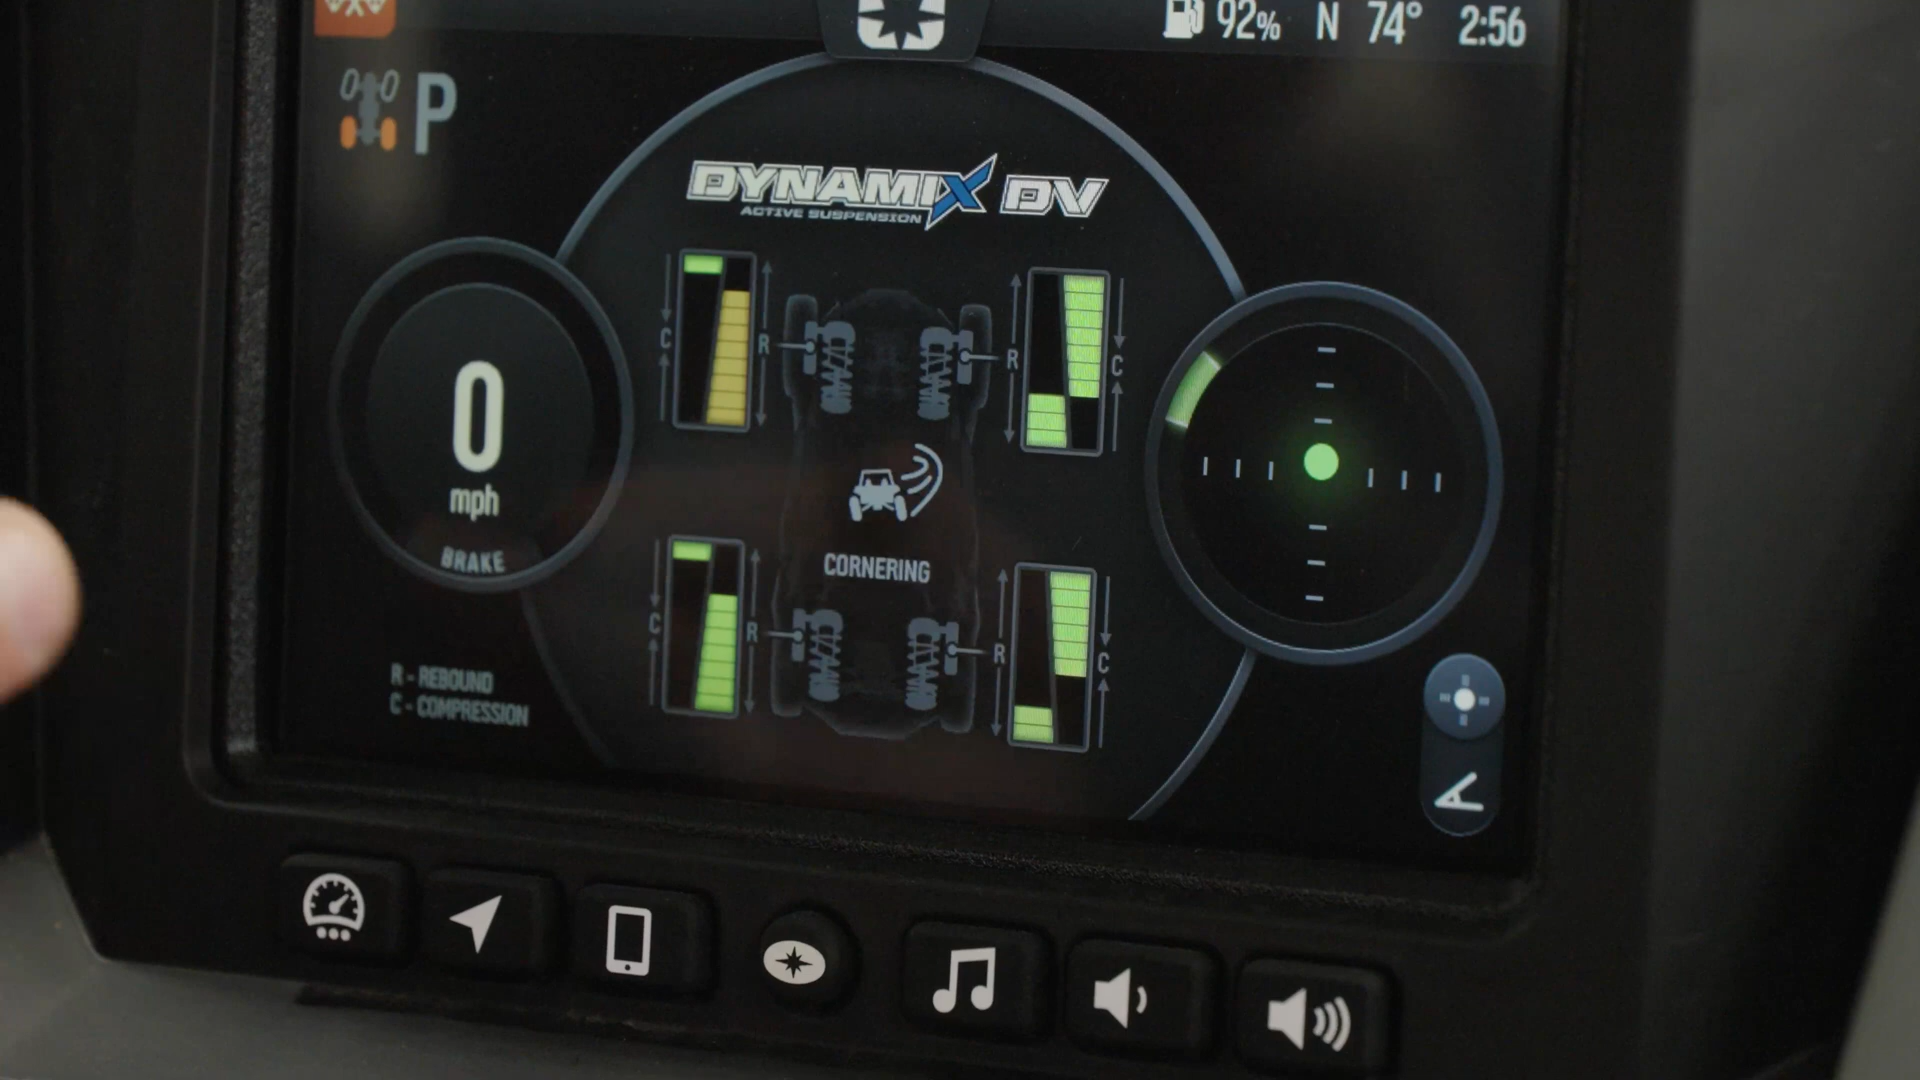 92% N 74° 2:56
P
DYNAMIX DV
ACTIVE SUSPENSION
C R R C
0
mph
BRAKE
CORNERING
C R R C
R - REBOUND
C - COMPRESSION